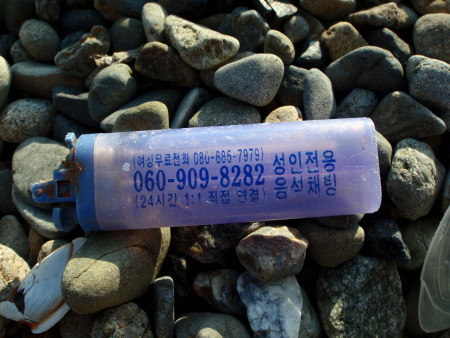 (여성무료전화 080-885-7979)
060-909-8282
(24시간 1:1 직접 연결)
성인전용
음성채팅